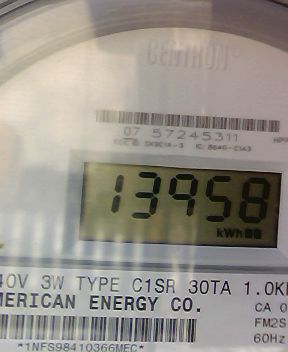 CENTRON®
07 57245311
13958
kWh
40V 3W TYPE C1SR 30TA 1.0K
MERICAN ENERGY CO.
CA 0
FM2S
60Hz
*1NFS98410366MEC*